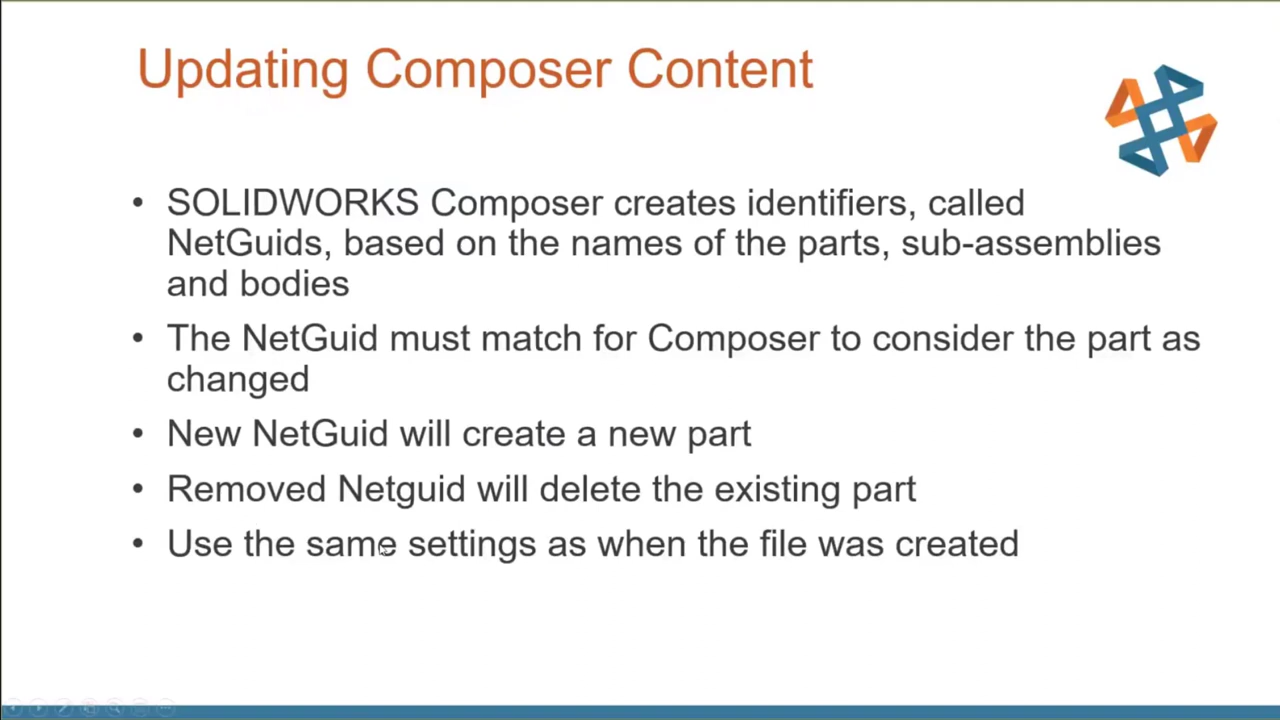 Updating Composer Content
• SOLIDWORKS Composer creates identifiers, called
NetGuids, based on the names of the parts, sub-assemblies
and bodies
• The NetGuid must match for Composer to consider the part as
changed
• New NetGuid will create a new part
• Removed Netguid will delete the existing part
• Use the same settings as when the file was created